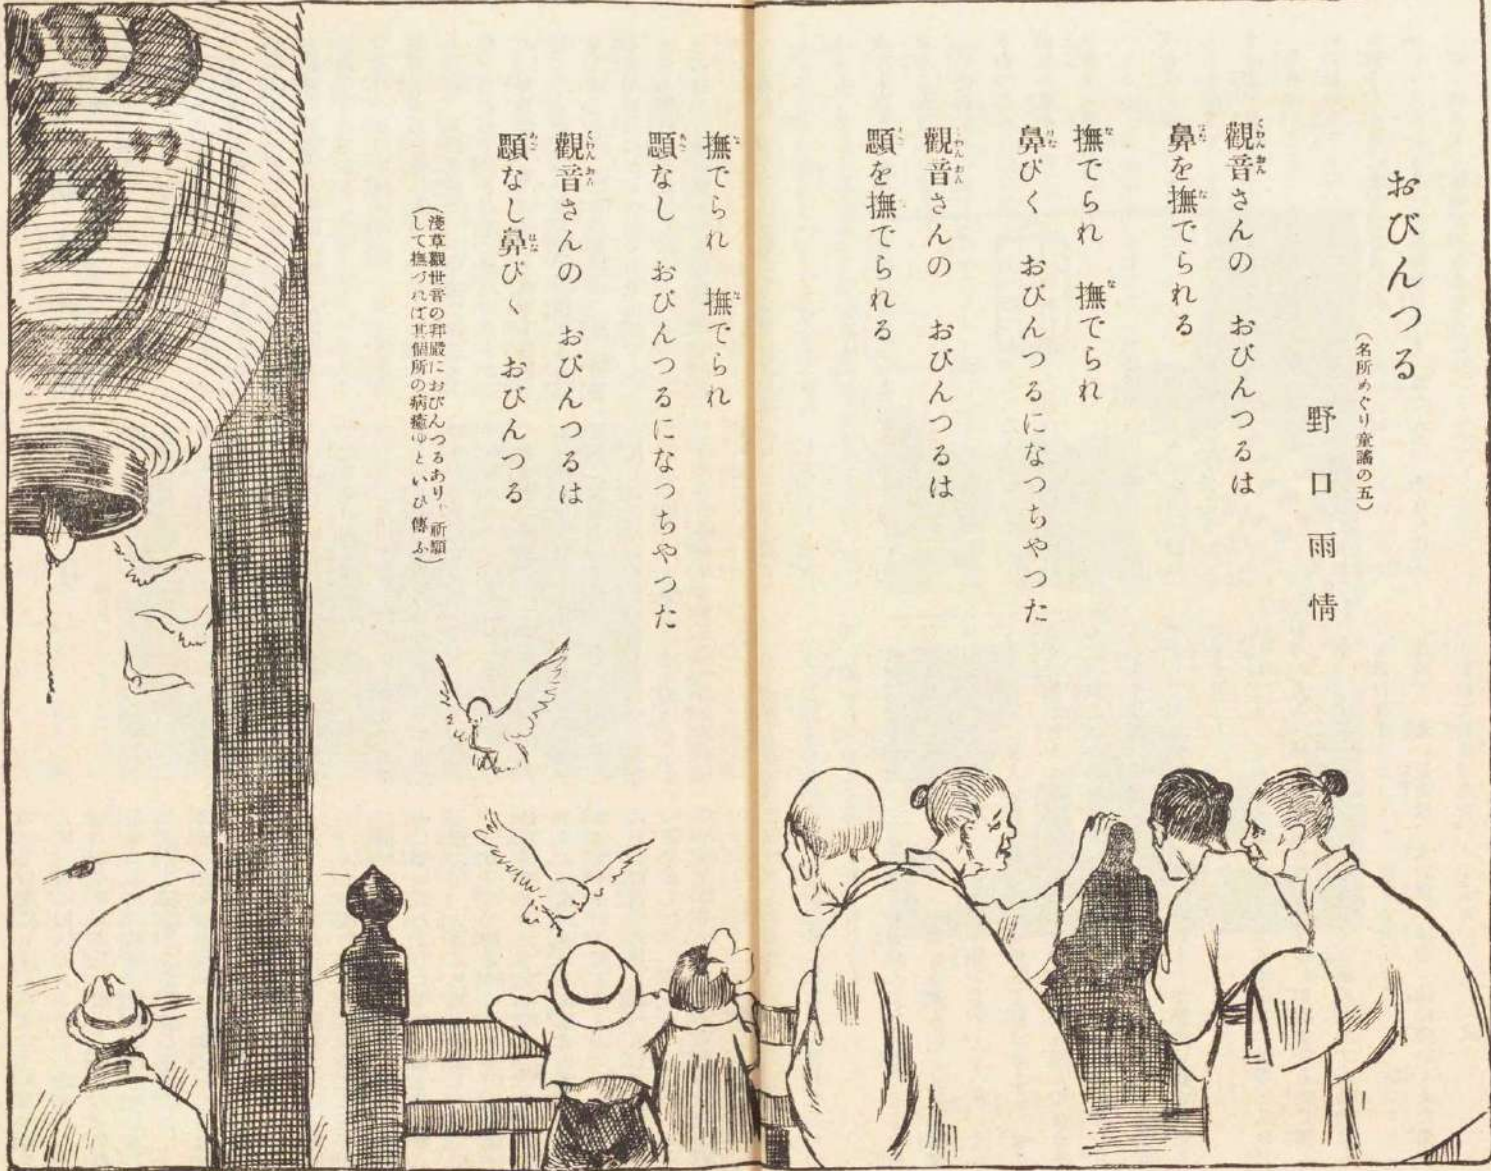 おびんつる
(名所めぐり童謠の五)
野口雨情
觀音さんの　おびんつるは
鼻を撫でられる
撫でられ　撫でられ
鼻びく　おびんつるになつちやつた
觀音さんの　おびんつるは
顋を撫でられる
撫でられ　撫でられ
顋なし　おびんつるになつちやつた
觀音さんの　おびんつるは
顋なし鼻びく　おびんつる
(淺草觀世音の拜殿におびんつるあり、祈願
して撫づれば其個所の病癒ゆといひ傳ふ)